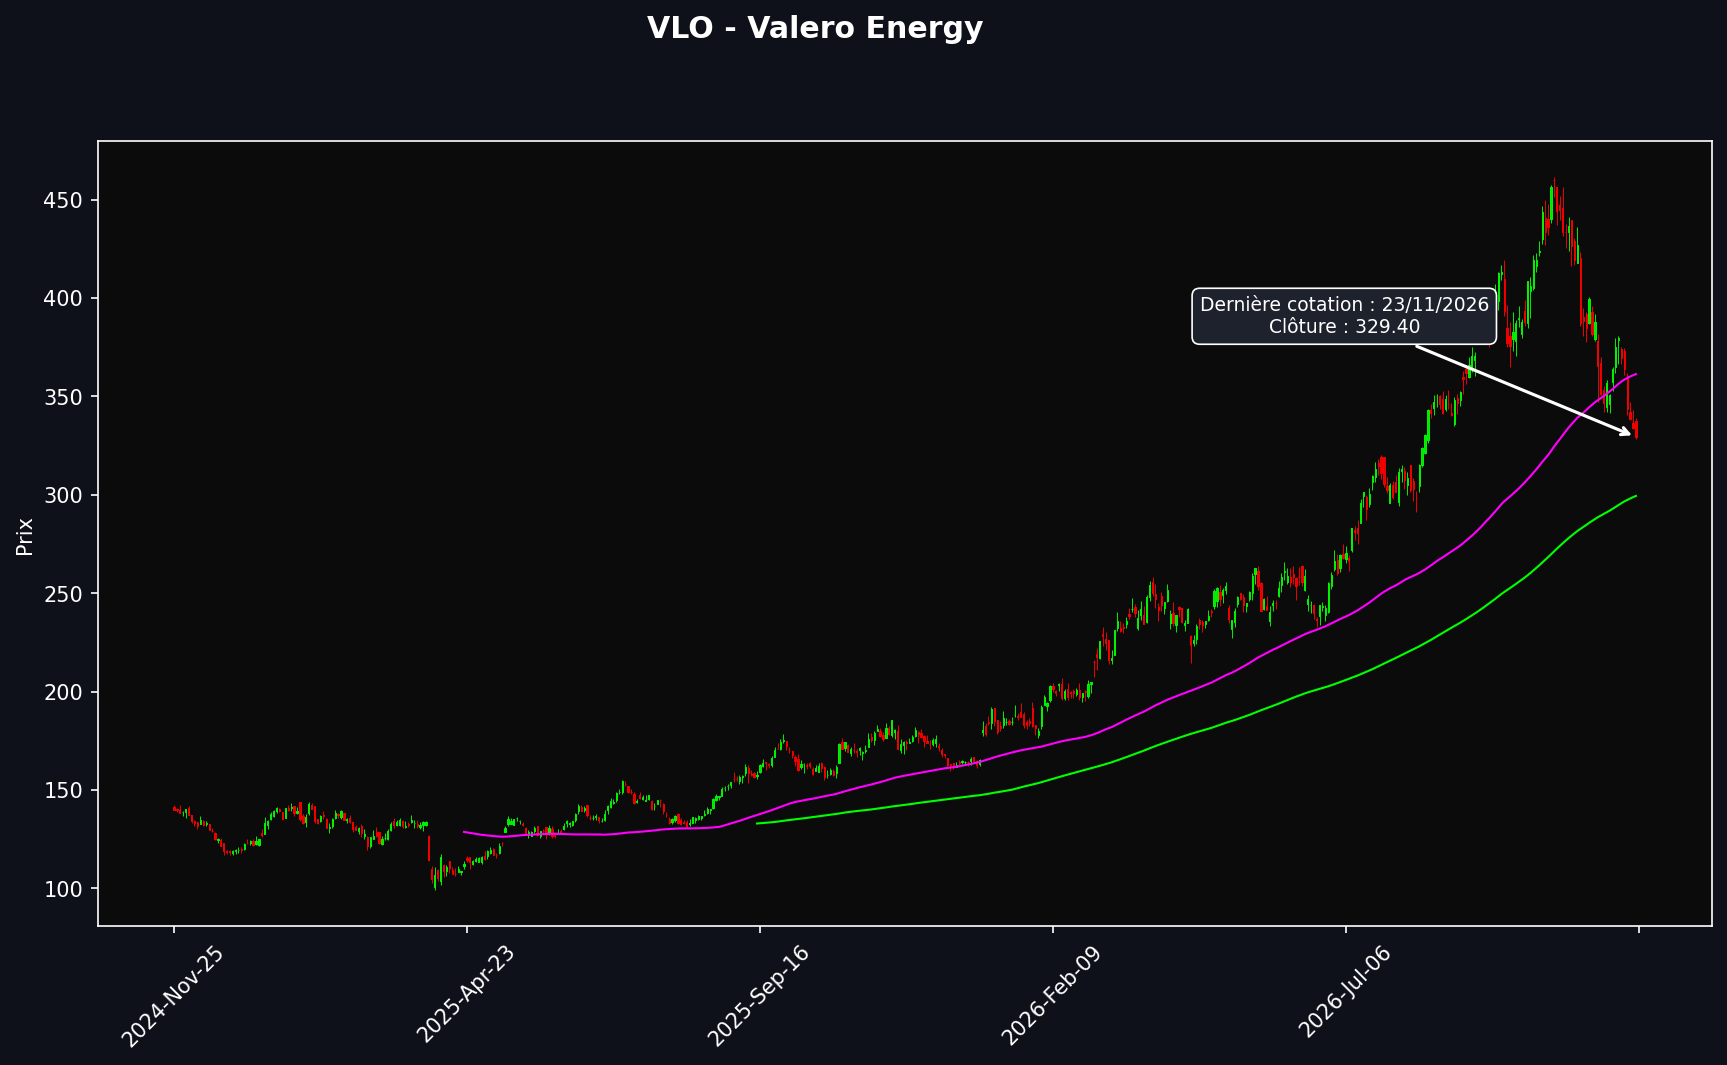 VLO - Valero Energy
450
400
350
300
250
200
150
100
Prix
Dernière cotation : 23/11/2026
Clôture : 329.40
2024-Nov-25
2025-Apr-23
2025-Sep-16
2026-Feb-09
2026-Jul-06